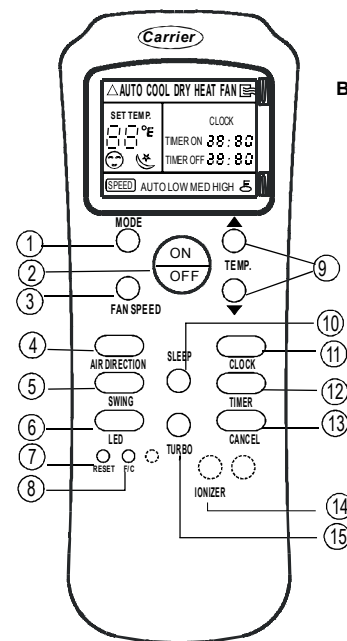 Carrier
△AUTO COOL DRY HEAT FAN
SET TEMP.
CLOCK
88°F
TIMER ON 88:88
TIMER OFF 88:88
SPEED AUTO LOW MED HIGH
B
MODE
1
ON
OFF
2
TEMP.
9
3
FAN SPEED
10
4
SLEEP
11
AIR DIRECTION
CLOCK
5
12
SWING
TIMER
6
13
LED
TURBO
CANCEL
7
RESET
F/C
8
IONIZER
14
15